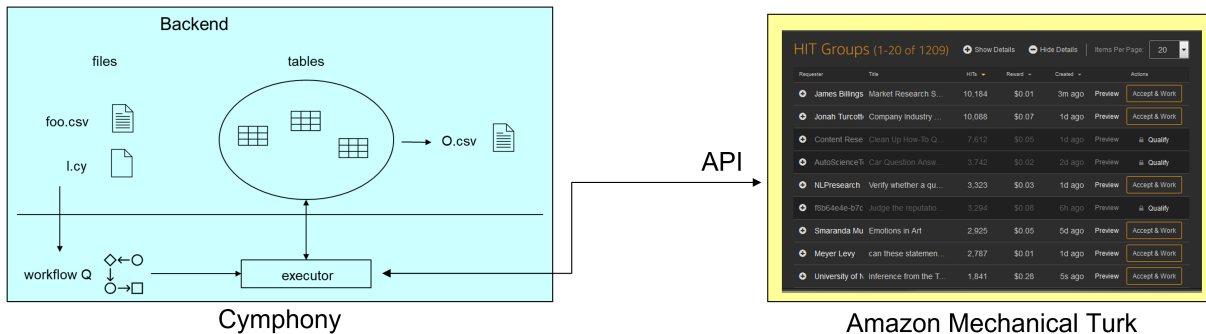 Backend
files
tables
foo.csv
I.cy
O.csv
workflow Q
executor
Cymphony
API
HIT Groups (1-20 of 1209) Show Details Hide Details Items Per Page: 20
Requester Title HITs Reward Created Actions
James Billings Market Research S... 10,184 $0.01 3m ago Preview Accept & Work
Jonah Turcott Company Industry ... 10,088 $0.07 1d ago Preview Accept & Work
Content Rese Clean Up How-To Q... 7,612 $0.05 1d ago Preview Qualify
AutoScienceT Car Question Answ... 3,742 $0.02 2d ago Preview Qualify
NLPresearch Verify whether a qu... 3,323 $0.03 1d ago Preview Accept & Work
f8b64e4e-b7c Judge the reputatio... 3,294 $0.08 6h ago Preview Qualify
Smaranda Mu Emotions in Art 2,925 $0.05 5d ago Preview Accept & Work
Meyer Levy can these statemen... 2,787 $0.01 1d ago Preview Accept & Work
University of N Inference from the T... 1,841 $0.28 5s ago Preview Accept & Work
Amazon Mechanical Turk